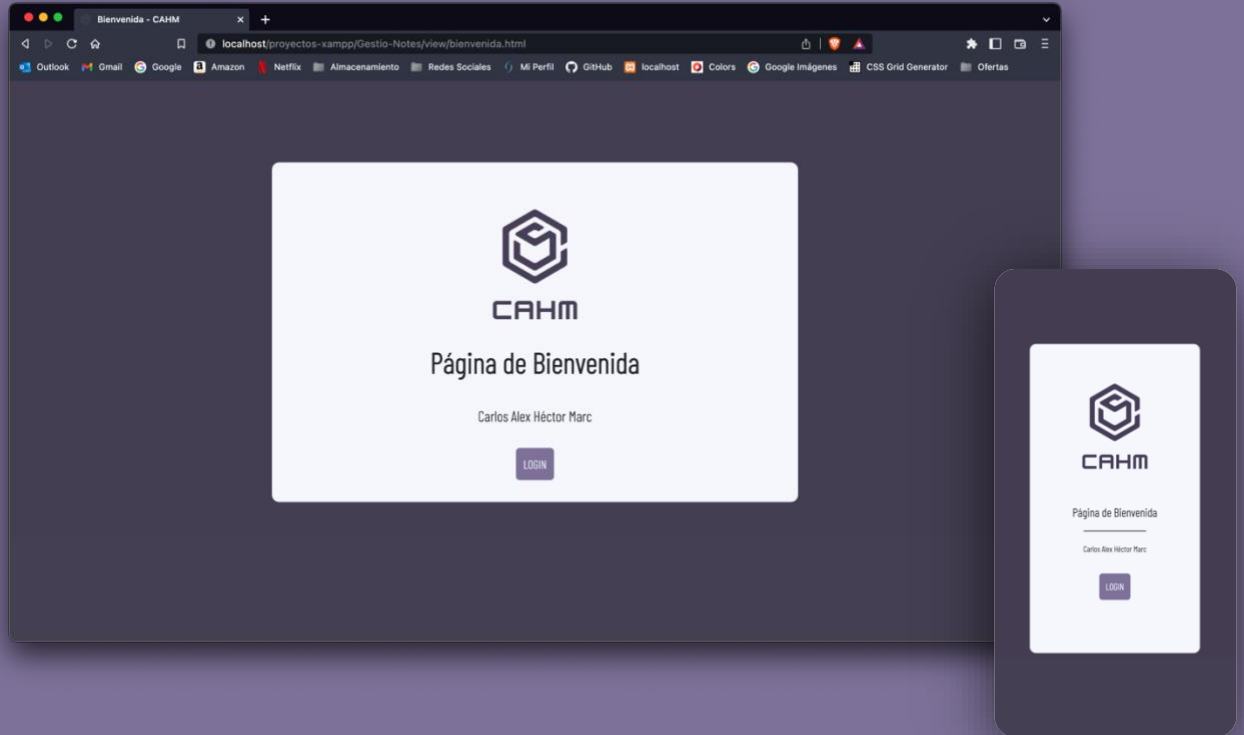 Bienvenida - CAHM
localhost/proyectos-xampp/Gestio-Notes/view/bienvenida.html
Outlook Gmail Google Amazon Netflix Almacenamiento Redes Sociales Mi Perfil GitHub localhost Colors Google Imágenes CSS Grid Generator Ofertas
CAHM
Página de Bienvenida
Carlos Alex Héctor Marc
LOGIN
CAHM
Página de Bienvenida
Carlos Alex Héctor Marc
LOGIN